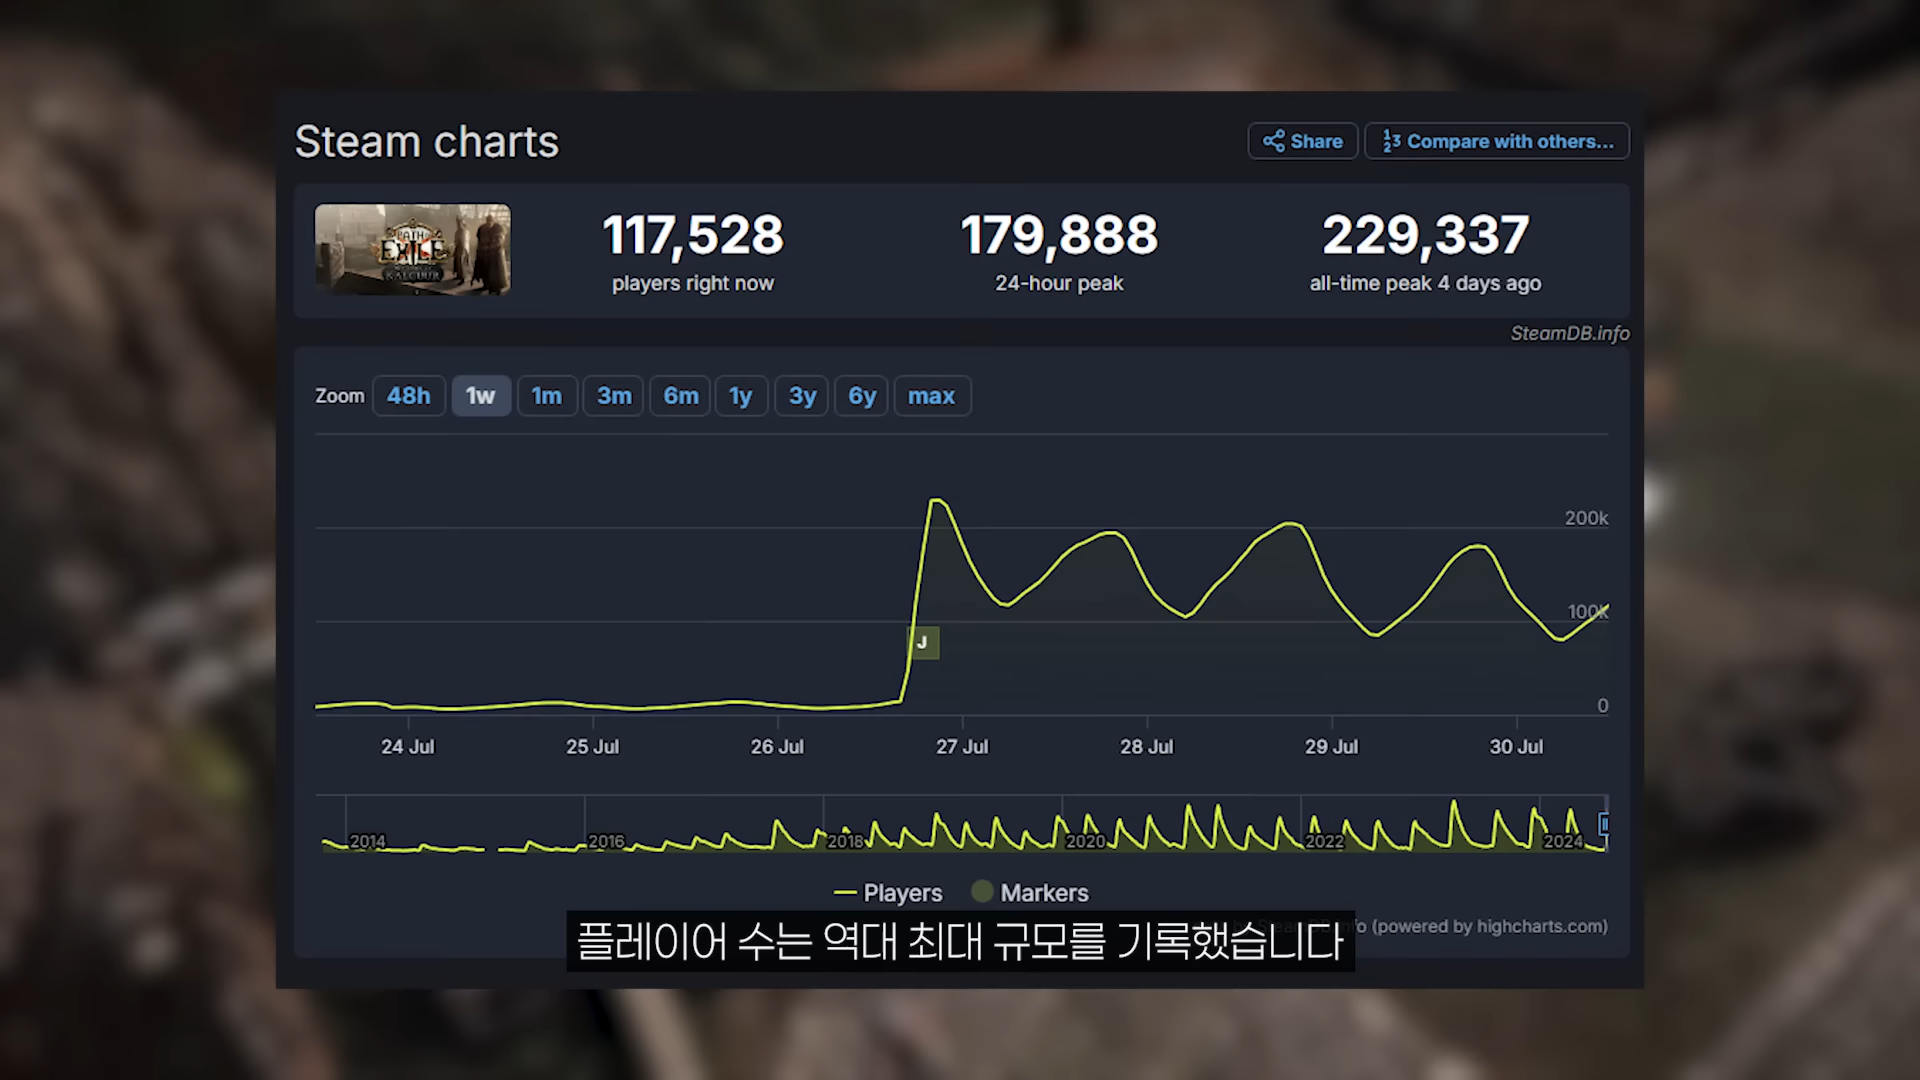 Steam charts
Share
Compare with others...
PATH OF
EXILE
KALGUUR
117,528
players right now
179,888
24-hour peak
229,337
all-time peak 4 days ago
SteamDB.info
Zoom 48h 1w 1m 3m 6m 1y 3y 6y max
200k
100k
0
J
24 Jul 25 Jul 26 Jul 27 Jul 28 Jul 29 Jul 30 Jul
2014 2016 2018 2020 2022 2024
Players Markers
(powered by highcharts.com)
플레이어 수는 역대 최대 규모를 기록했습니다